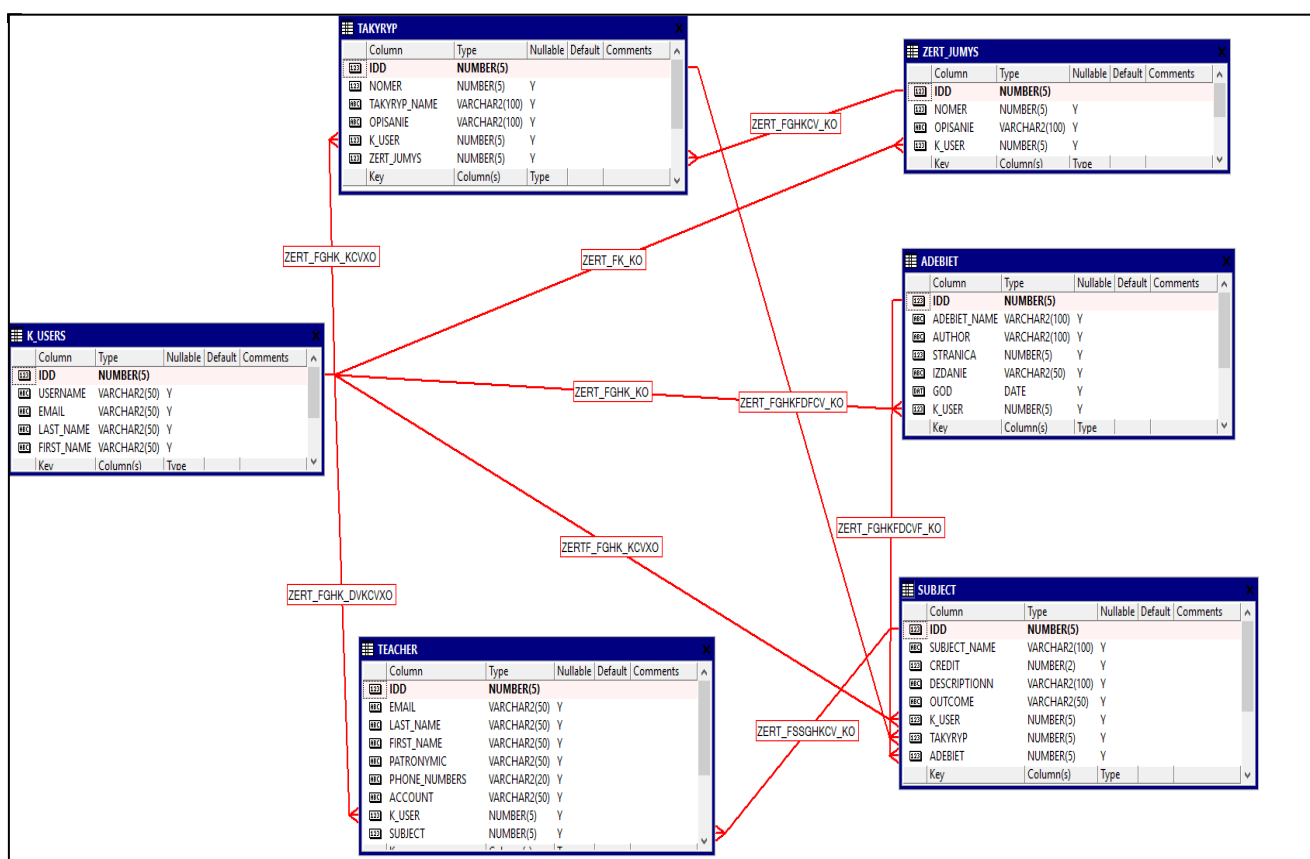 TAKYRYP
Column Type Nullable Default Comments
IDD NUMBER(5)
NOMER NUMBER(5) Y
TAKYRYP_NAME VARCHAR2(100) Y
OPISANIE VARCHAR2(100) Y
K_USER NUMBER(5) Y
ZERT_JUMYS NUMBER(5) Y
Key Column(s) Type
ZERT_JUMYS
Column Type Nullable Default Comments
IDD NUMBER(5)
NOMER NUMBER(5) Y
OPISANIE VARCHAR2(100) Y
K_USER NUMBER(5) Y
Key Column(s) Type
ZERT_FGHKCV_KO
ZERT_FGHK_KCVXO
ZERT_FK_KO
ADEBIET
Column Type Nullable Default Comments
IDD NUMBER(5)
ADEBIET_NAME VARCHAR2(100) Y
AUTHOR VARCHAR2(100) Y
STRANICA NUMBER(5) Y
IZDANIE VARCHAR2(50) Y
GOD DATE Y
K_USER NUMBER(5) Y
Key Column(s) Type
K_USERS
Column Type Nullable Default Comments
IDD NUMBER(5)
USERNAME VARCHAR2(50) Y
EMAIL VARCHAR2(50) Y
LAST_NAME VARCHAR2(50) Y
FIRST_NAME VARCHAR2(50) Y
Key Column(s) Type
ZERT_FGHK_KO
ZERT_FGHKFDFCV_KO
ZERT_FGHKFDCVF_KO
ZERTF_FGHK_KCVXO
ZERT_FGHK_DVKCVXO
SUBJECT
Column Type Nullable Default Comments
IDD NUMBER(5)
SUBJECT_NAME VARCHAR2(100) Y
CREDIT NUMBER(2) Y
DESCRIPTIONN VARCHAR2(100) Y
OUTCOME VARCHAR2(50) Y
K_USER NUMBER(5) Y
TAKYRYP NUMBER(5) Y
ADEBIET NUMBER(5) Y
Key Column(s) Type
TEACHER
Column Type Nullable Default Comments
IDD NUMBER(5)
EMAIL VARCHAR2(50) Y
LAST_NAME VARCHAR2(50) Y
FIRST_NAME VARCHAR2(50) Y
PATRONYMIC VARCHAR2(50) Y
PHONE_NUMBERS VARCHAR2(20) Y
ACCOUNT VARCHAR2(50) Y
K_USER NUMBER(5) Y
SUBJECT NUMBER(5) Y
ZERT_FSSGHKCV_KO